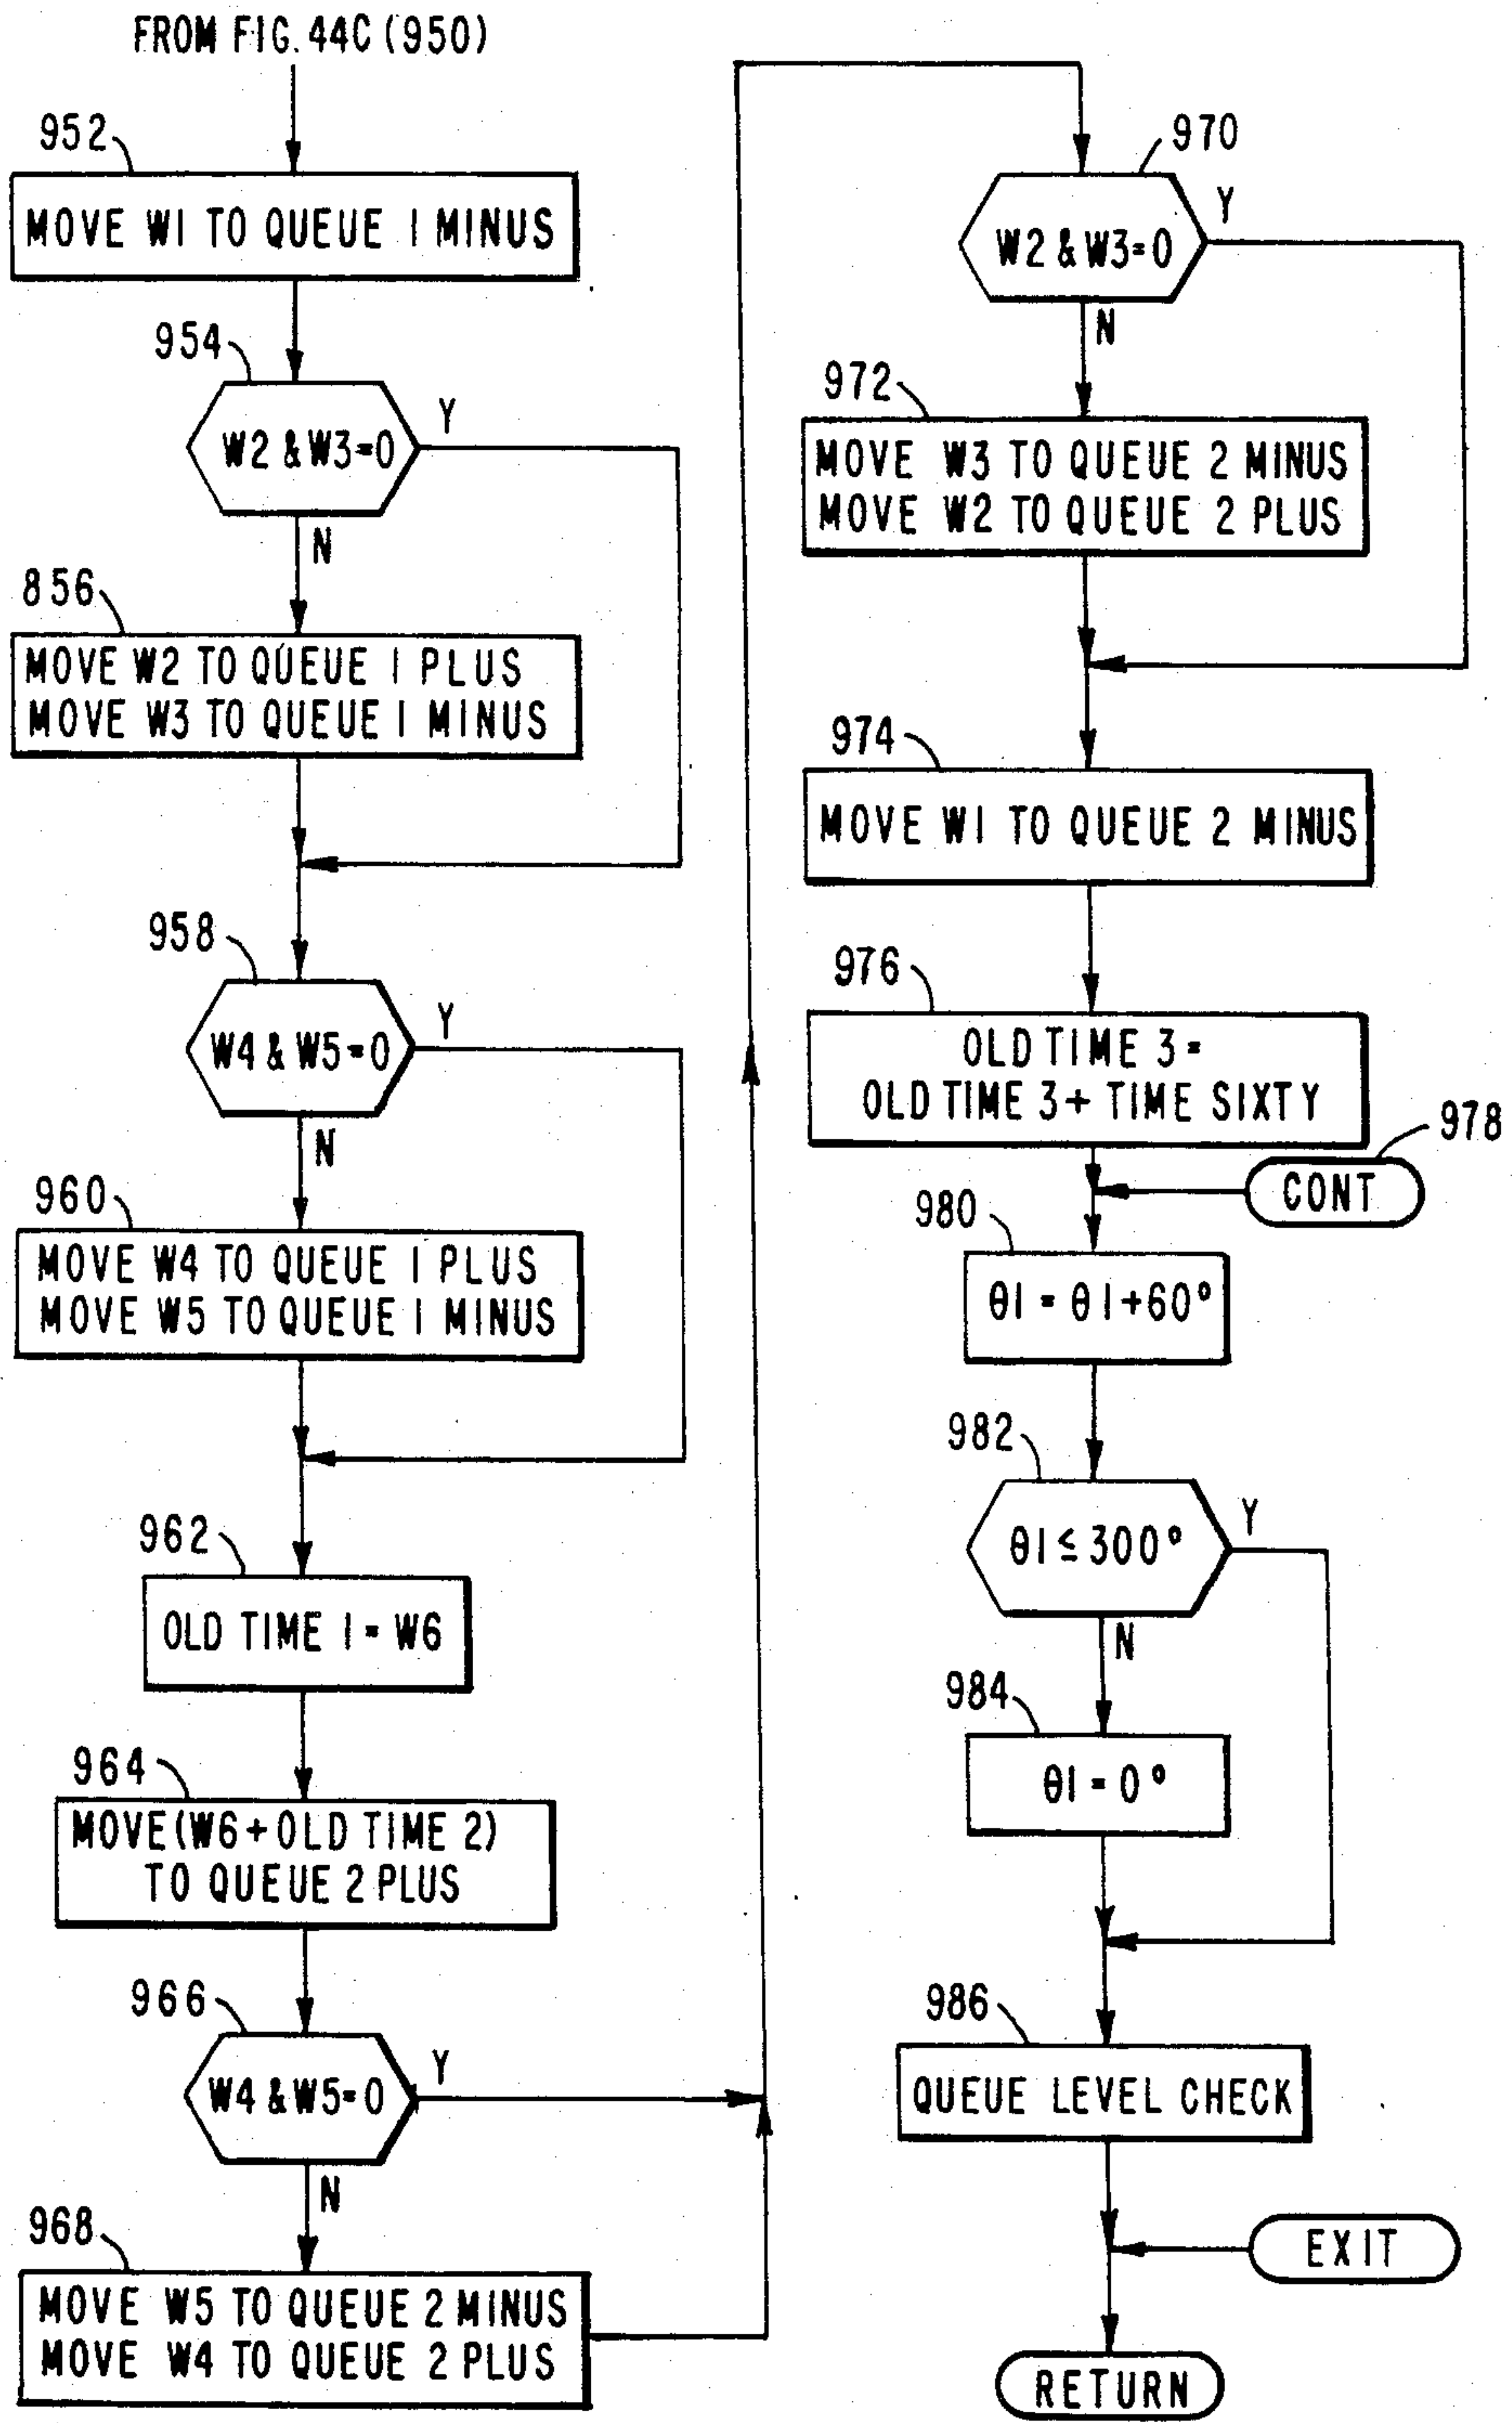 FROM FIG. 44C (950)
952
MOVE W1 TO QUEUE 1 MINUS
954
W2 & W3=0
Y
N
856
MOVE W2 TO QUEUE 1 PLUS
MOVE W3 TO QUEUE 1 MINUS
958
W4 & W5=0
Y
N
960
MOVE W4 TO QUEUE 1 PLUS
MOVE W5 TO QUEUE 1 MINUS
962
OLD TIME 1 = W6
964
MOVE (W6 + OLD TIME 2)
TO QUEUE 2 PLUS
966
W4 & W5=0
Y
N
968
MOVE W5 TO QUEUE 2 MINUS
MOVE W4 TO QUEUE 2 PLUS
970
W2 & W3=0
Y
N
972
MOVE W3 TO QUEUE 2 MINUS
MOVE W2 TO QUEUE 2 PLUS
974
MOVE W1 TO QUEUE 2 MINUS
976
OLD TIME 3 =
OLD TIME 3 + TIME SIXTY
978
CONT
980
θ1 = θ1+60°
982
θ1 ≤ 300°
Y
N
984
θ1 = 0°
986
QUEUE LEVEL CHECK
EXIT
RETURN